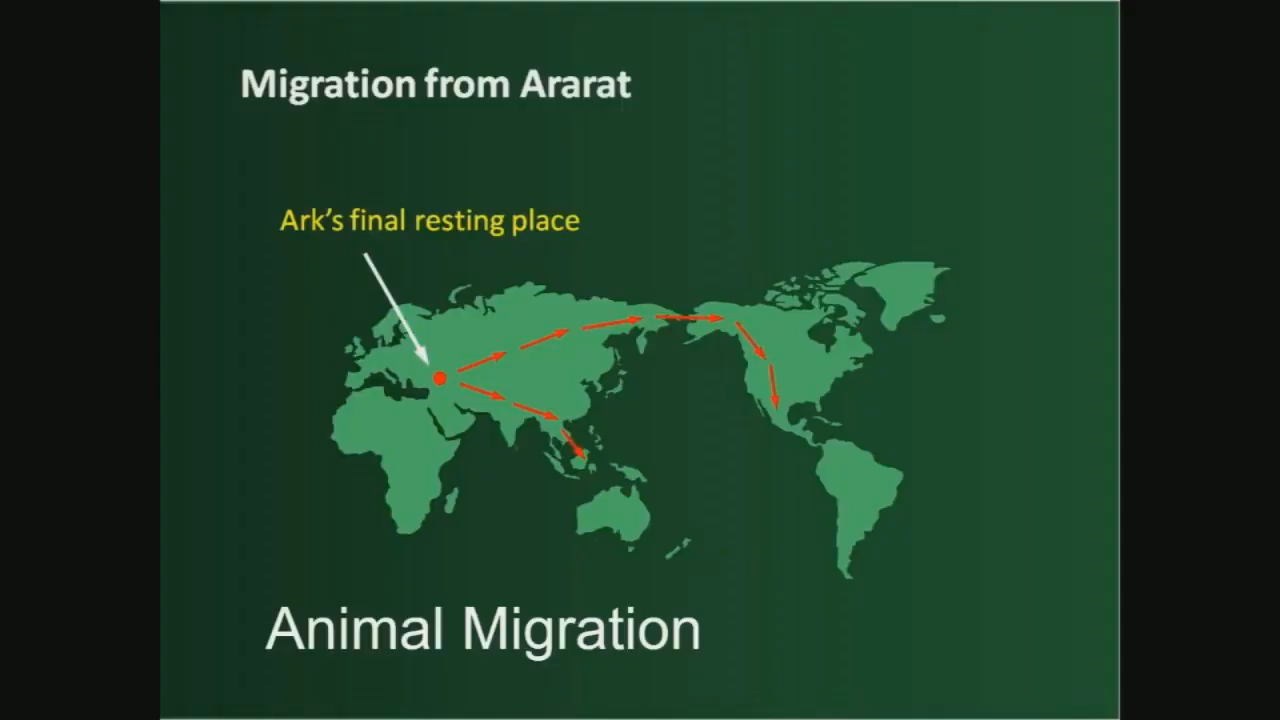 Migration from Ararat
Ark's final resting place
Animal Migration